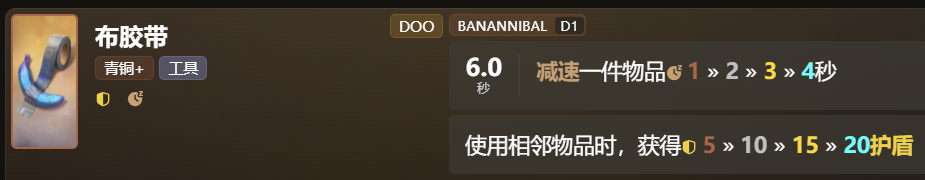 布胶带
青铜+ 工具
DOO
BANANNIBAL D1
6.0
秒
减速一件物品 1 » 2 » 3 » 4秒
使用相邻物品时，获得 5 » 10 » 15 » 20护盾